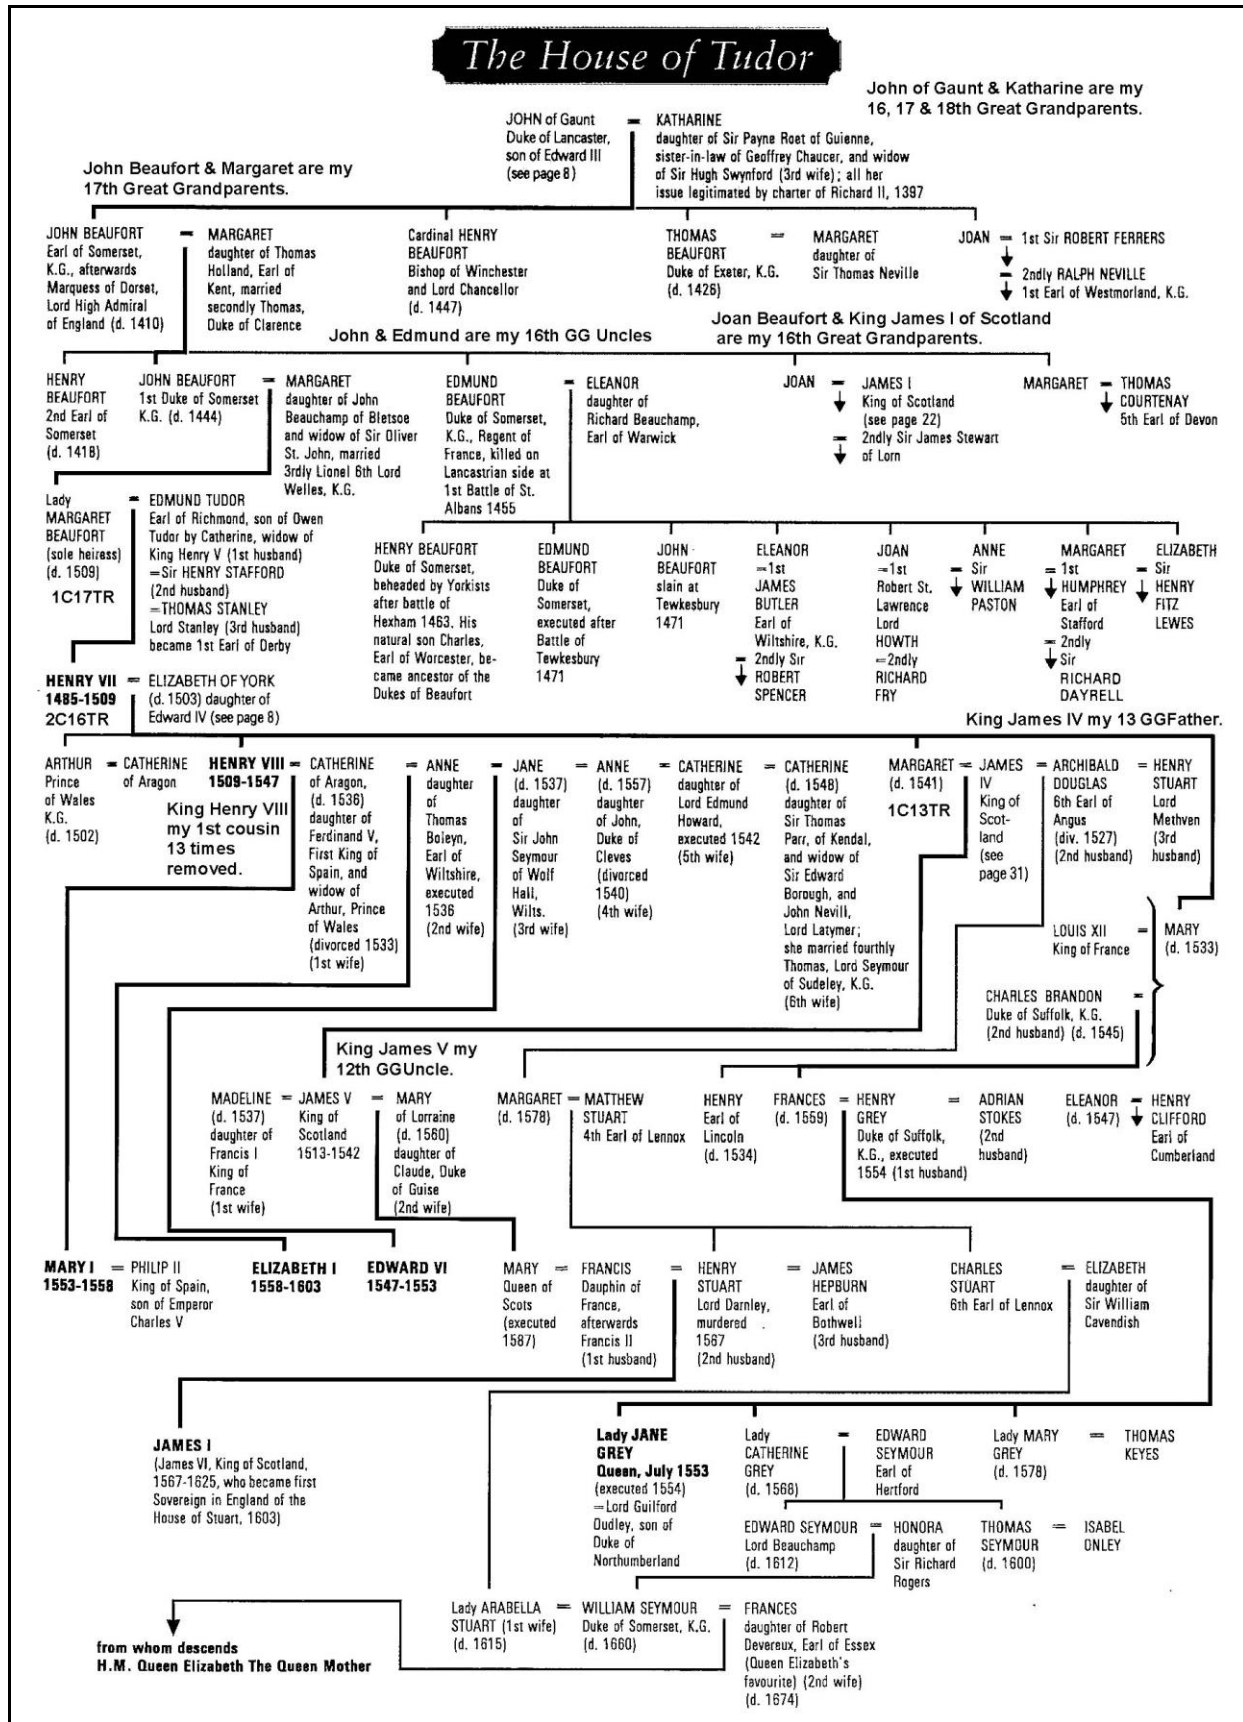 The House of Tudor
John of Gaunt & Katharine are my
16, 17 & 18th Great Grandparents.
JOHN of Gaunt
Duke of Lancaster,
son of Edward III
(see page 8)
=
KATHARINE
daughter of Sir Payne Roet of Guienne,
sister-in-law of Geoffrey Chaucer, and widow
of Sir Hugh Swynford (3rd wife); all her
issue legitimated by charter of Richard II, 1397
John Beaufort & Margaret are my
17th Great Grandparents.
JOHN BEAUFORT
Earl of Somerset,
K.G., afterwards
Marquess of Dorset,
Lord High Admiral
of England (d. 1410)
=
MARGARET
daughter of Thomas
Holland, Earl of
Kent, married
secondly Thomas,
Duke of Clarence
Cardinal HENRY
BEAUFORT
Bishop of Winchester
and Lord Chancellor
(d. 1447)
THOMAS
BEAUFORT
Duke of Exeter, K.G.
(d. 1426)
=
MARGARET
daughter of
Sir Thomas Neville
JOAN = 1st Sir ROBERT FERRERS
= 2ndly RALPH NEVILLE
1st Earl of Westmorland, K.G.
John & Edmund are my 16th GG Uncles
Joan Beaufort & King James I of Scotland
are my 16th Great Grandparents.
HENRY
BEAUFORT
2nd Earl of
Somerset
(d. 1418)
JOHN BEAUFORT
1st Duke of Somerset
K.G. (d. 1444)
=
MARGARET
daughter of John
Beauchamp of Bletsoe
and widow of Sir Oliver
St. John, married
3rdly Lionel 6th Lord
Welles, K.G.
EDMUND
BEAUFORT
Duke of Somerset,
K.G., Regent of
France, killed on
Lancastrian side at
1st Battle of St.
Albans 1455
=
ELEANOR
daughter of
Richard Beauchamp,
Earl of Warwick
JOAN
=
JAMES I
King of Scotland
(see page 22)
= 2ndly Sir James Stewart
of Lorn
MARGARET
=
THOMAS
COURTENAY
5th Earl of Devon
Lady
MARGARET
BEAUFORT
(sole heiress)
(d. 1509)
1C17TR
=
EDMUND TUDOR
Earl of Richmond, son of Owen
Tudor by Catherine, widow of
King Henry V (1st husband)
=Sir HENRY STAFFORD
(2nd husband)
=THOMAS STANLEY
Lord Stanley (3rd husband)
became 1st Earl of Derby
HENRY BEAUFORT
Duke of Somerset,
beheaded by Yorkists
after battle of
Hexham 1463. His
natural son Charles,
Earl of Worcester, be-
came ancestor of the
Dukes of Beaufort
EDMUND
BEAUFORT
Duke of
Somerset,
executed after
Battle of
Tewkesbury
1471
JOHN
BEAUFORT
slain at
Tewkesbury
1471
ELEANOR
=1st
JAMES
BUTLER
Earl of
Wiltshire, K.G.
= 2ndly Sir
ROBERT
SPENCER
JOAN
=1st
Robert St.
Lawrence
Lord
HOWTH
=2ndly
RICHARD
FRY
ANNE
= Sir
WILLIAM
PASTON
MARGARET
= 1st
HUMPHREY
Earl of
Stafford
= 2ndly
Sir
RICHARD
DAYRELL
ELIZABETH
= Sir
HENRY
FITZ
LEWES
HENRY VII
1485-1509
2C16TR
=
ELIZABETH OF YORK
(d. 1503) daughter of
Edward IV (see page 8)
King James IV my 13 GGFather.
ARTHUR
Prince
of Wales
K.G.
(d. 1502)
=
CATHERINE
of Aragon
HENRY VIII
1509-1547
King Henry VIII
my 1st cousin
13 times
removed.
=
CATHERINE
of Aragon,
(d. 1536)
daughter of
Ferdinand V,
First King of
Spain, and
widow of
Arthur, Prince
of Wales
(divorced 1533)
(1st wife)
=
ANNE
daughter
of
Thomas
Boleyn,
Earl of
Wiltshire,
executed
1536
(2nd wife)
=
JANE
(d. 1537)
daughter
of
Sir John
Seymour
of Wolf
Hall,
Wilts.
(3rd wife)
=
ANNE
(d. 1557)
daughter
of John,
Duke of
Cleves
(divorced
1540)
(4th wife)
=
CATHERINE
daughter of
Lord Edmund
Howard,
executed 1542
(5th wife)
=
CATHERINE
(d. 1548)
daughter of
Sir Thomas
Parr, of Kendal,
and widow of
Sir Edward
Borough, and
John Nevill,
Lord Latymer;
she married fourthly
Thomas, Lord Seymour
of Sudeley, K.G.
(6th wife)
MARGARET
(d. 1541)
1C13TR
=
JAMES
IV
King of
Scot-
land
(see
page 31)
=
ARCHIBALD
DOUGLAS
6th Earl of
Angus
(div. 1527)
(2nd husband)
=
HENRY
STUART
Lord
Methven
(3rd
husband)
LOUIS XII
King of France
=
MARY
(d. 1533)
CHARLES BRANDON
Duke of Suffolk, K.G.
(2nd husband) (d. 1545)
=
King James V my
12th GGUncle.
MADELINE
(d. 1537)
daughter of
Francis I
King of
France
(1st wife)
=
JAMES V
King of
Scotland
1513-1542
=
MARY
of Lorraine
(d. 1560)
daughter of
Claude, Duke
of Guise
(2nd wife)
MARGARET
(d. 1578)
=
MATTHEW
STUART
4th Earl of Lennox
HENRY
Earl of
Lincoln
(d. 1534)
FRANCES
(d. 1559)
=
HENRY
GREY
Duke of Suffolk,
K.G., executed
1554 (1st husband)
=
ADRIAN
STOKES
(2nd
husband)
ELEANOR
(d. 1547)
=
HENRY
CLIFFORD
Earl of
Cumberland
MARY I
1553-1558
=
PHILIP II
King of Spain,
son of Emperor
Charles V
ELIZABETH I
1558-1603
EDWARD VI
1547-1553
MARY
Queen of
Scots
(executed
1587)
=
FRANCIS
Dauphin of
France,
afterwards
Francis II
(1st husband)
=
HENRY
STUART
Lord Darnley,
murdered
1567
(2nd husband)
=
JAMES
HEPBURN
Earl of
Bothwell
(3rd husband)
CHARLES
STUART
6th Earl of Lennox
=
ELIZABETH
daughter of
Sir William
Cavendish
JAMES I
(James VI, King of Scotland,
1567-1625, who became first
Sovereign in England of the
House of Stuart, 1603)
Lady JANE
GREY
Queen, July 1553
(executed 1554)
=Lord Guilford
Dudley, son of
Duke of
Northumberland
Lady
CATHERINE
GREY
(d. 1568)
=
EDWARD
SEYMOUR
Earl of
Hertford
Lady MARY
GREY
(d. 1578)
=
THOMAS
KEYES
EDWARD SEYMOUR
Lord Beauchamp
(d. 1612)
=
HONORA
daughter of
Sir Richard
Rogers
THOMAS
SEYMOUR
(d. 1600)
=
ISABEL
ONLEY
Lady ARABELLA
STUART (1st wife)
(d. 1615)
=
WILLIAM SEYMOUR
Duke of Somerset, K.G.
(d. 1660)
=
FRANCES
daughter of Robert
Devereux, Earl of Essex
(Queen Elizabeth's
favourite) (2nd wife)
(d. 1674)
from whom descends
H.M. Queen Elizabeth The Queen Mother